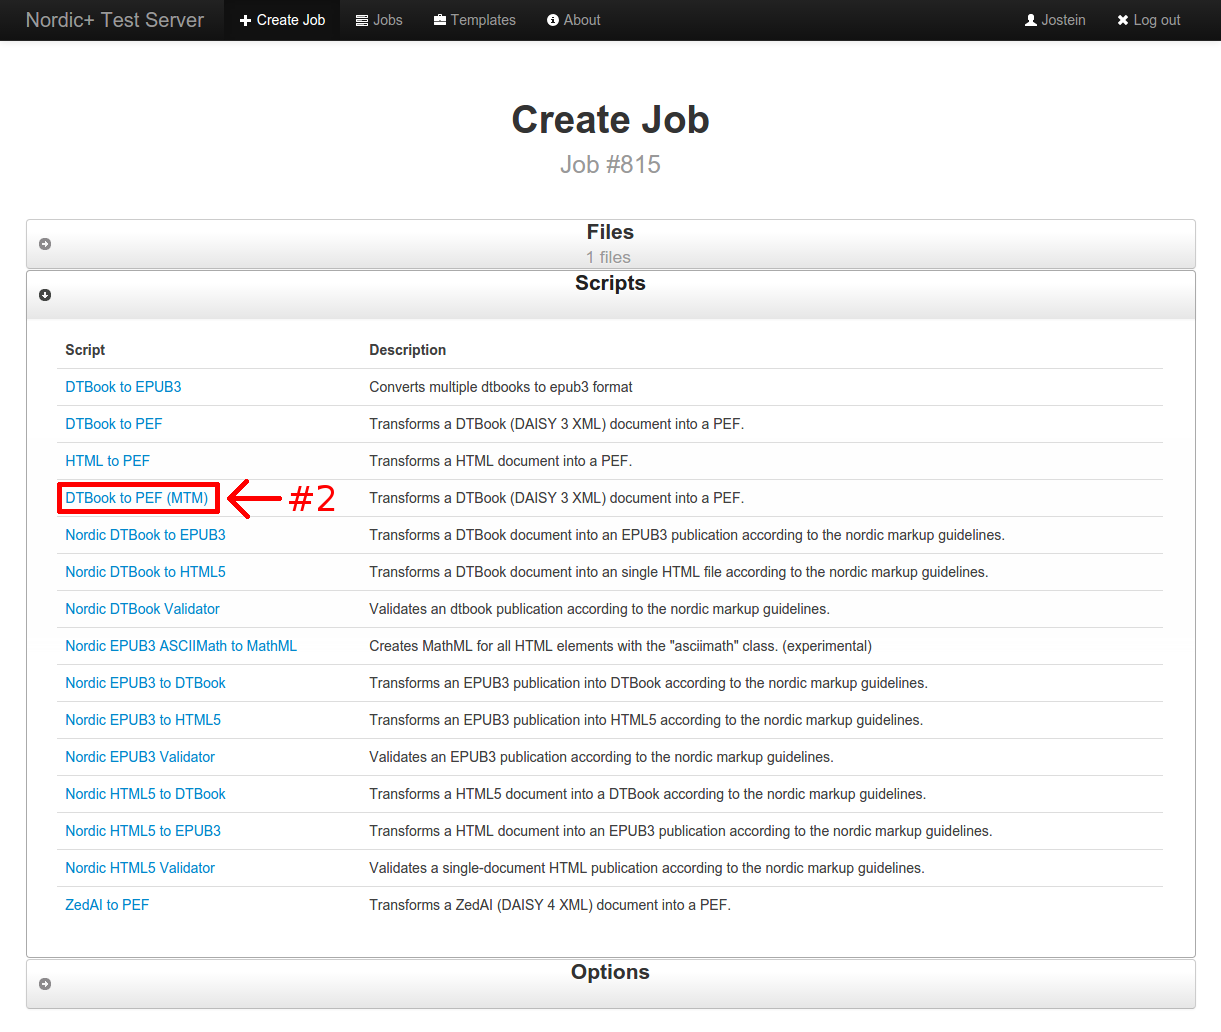 Nordic+ Test Server Create Job Jobs Templates About Jostein Log out
Create Job
Job #815
Files
1 files
Scripts
Script Description
DTBook to EPUB3 Converts multiple dtbooks to epub3 format
DTBook to PEF Transforms a DTBook (DAISY 3 XML) document into a PEF.
HTML to PEF Transforms a HTML document into a PEF.
DTBook to PEF (MTM) #2 Transforms a DTBook (DAISY 3 XML) document into a PEF.
Nordic DTBook to EPUB3 Transforms a DTBook document into an EPUB3 publication according to the nordic markup guidelines.
Nordic DTBook to HTML5 Transforms a DTBook document into an single HTML file according to the nordic markup guidelines.
Nordic DTBook Validator Validates an dtbook publication according to the nordic markup guidelines.
Nordic EPUB3 ASCIIMath to MathML Creates MathML for all HTML elements with the "asciimath" class. (experimental)
Nordic EPUB3 to DTBook Transforms an EPUB3 publication into DTBook according to the nordic markup guidelines.
Nordic EPUB3 to HTML5 Transforms an EPUB3 publication into HTML5 according to the nordic markup guidelines.
Nordic EPUB3 Validator Validates an EPUB3 publication according to the nordic markup guidelines.
Nordic HTML5 to DTBook Transforms a HTML5 document into a DTBook according to the nordic markup guidelines.
Nordic HTML5 to EPUB3 Transforms a HTML document into an EPUB3 publication according to the nordic markup guidelines.
Nordic HTML5 Validator Validates a single-document HTML publication according to the nordic markup guidelines.
ZedAI to PEF Transforms a ZedAI (DAISY 4 XML) document into a PEF.
Options